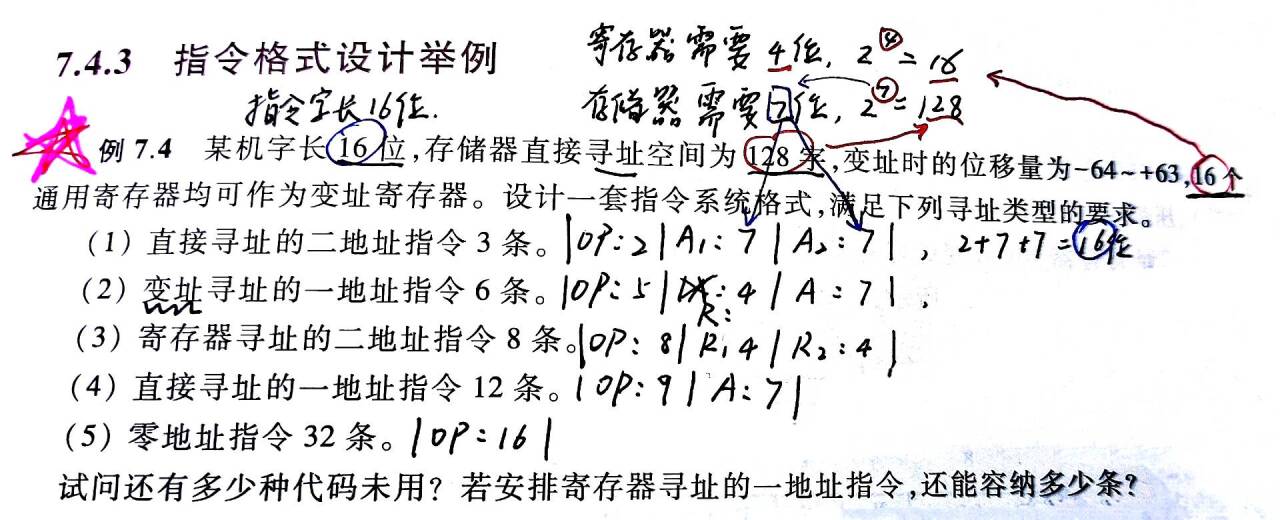 7.4.3 指令格式设计举例
寄存器需要4位, 2④=16
指令字长16位.
存储器需要7位, 2⑦=128
例 7.4 某机字长16位,存储器直接寻址空间为128字,变址时的位移量为-64~+63,16个
通用寄存器均可作为变址寄存器。设计一套指令系统格式,满足下列寻址类型的要求。
(1) 直接寻址的二地址指令 3 条。|OP:2|A₁:7|A₂:7|, 2+7+7=16位
(2) 变址寻址的一地址指令 6 条。|OP:5|R:4|A:7|,
(3) 寄存器寻址的二地址指令 8 条。|OP:8|R₁4|R₂:4|
(4) 直接寻址的一地址指令 12 条。|OP:9|A:7|
(5) 零地址指令 32 条。|OP=16|
试问还有多少种代码未用? 若安排寄存器寻址的一地址指令,还能容纳多少条?